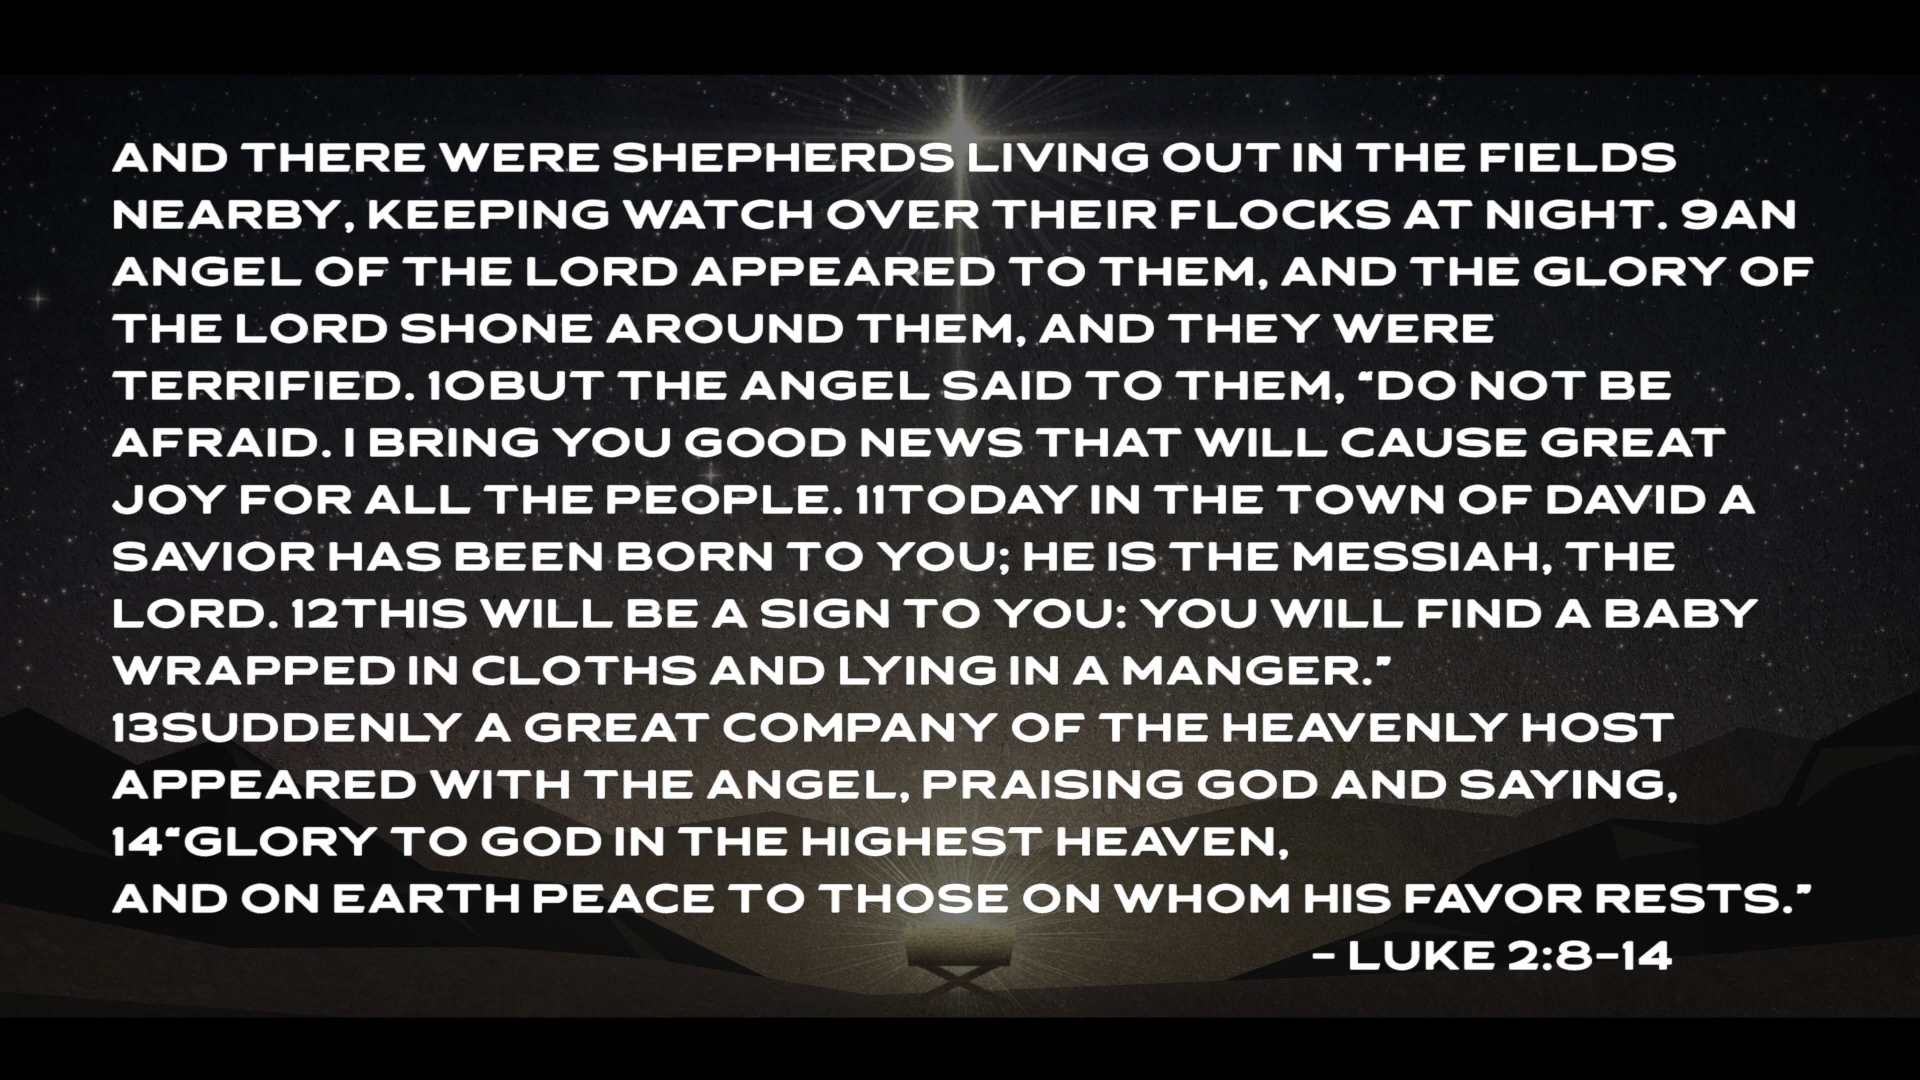 AND THERE WERE SHEPHERDS LIVING OUT IN THE FIELDS
NEARBY, KEEPING WATCH OVER THEIR FLOCKS AT NIGHT. 9AN
ANGEL OF THE LORD APPEARED TO THEM, AND THE GLORY OF
THE LORD SHONE AROUND THEM, AND THEY WERE
TERRIFIED. 10BUT THE ANGEL SAID TO THEM, “DO NOT BE
AFRAID. I BRING YOU GOOD NEWS THAT WILL CAUSE GREAT
JOY FOR ALL THE PEOPLE. 11TODAY IN THE TOWN OF DAVID A
SAVIOR HAS BEEN BORN TO YOU; HE IS THE MESSIAH, THE
LORD. 12THIS WILL BE A SIGN TO YOU: YOU WILL FIND A BABY
WRAPPED IN CLOTHS AND LYING IN A MANGER.”
13SUDDENLY A GREAT COMPANY OF THE HEAVENLY HOST
APPEARED WITH THE ANGEL, PRAISING GOD AND SAYING,
14“GLORY TO GOD IN THE HIGHEST HEAVEN,
AND ON EARTH PEACE TO THOSE ON WHOM HIS FAVOR RESTS.”
– LUKE 2:8–14